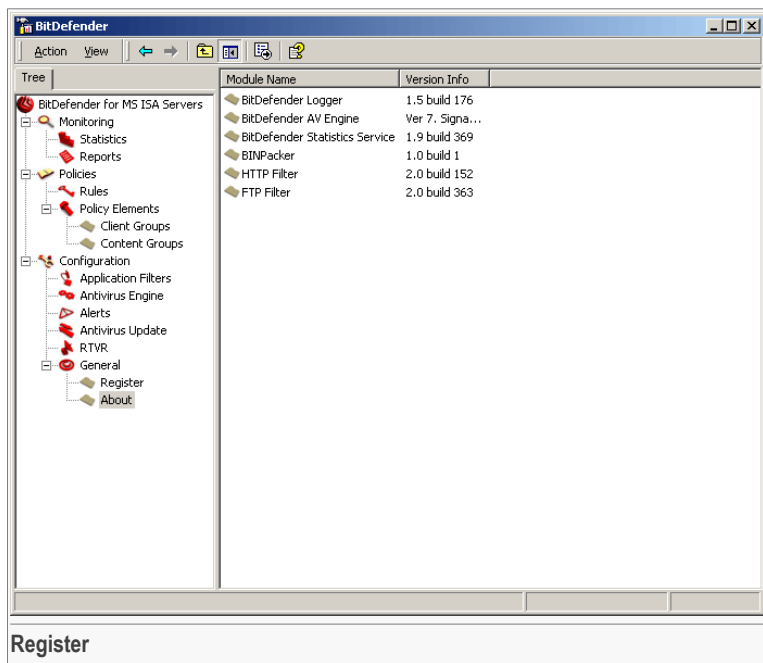 BitDefender
Action View
Tree
BitDefender for MS ISA Servers
Monitoring
Statistics
Reports
Policies
Rules
Policy Elements
Client Groups
Content Groups
Configuration
Application Filters
Antivirus Engine
Alerts
Antivirus Update
RTVR
General
Register
About
Module Name Version Info
BitDefender Logger 1.5 build 176
BitDefender AV Engine Ver 7. Signa...
BitDefender Statistics Service 1.9 build 369
BINPacker 1.0 build 1
HTTP Filter 2.0 build 152
FTP Filter 2.0 build 363
Register